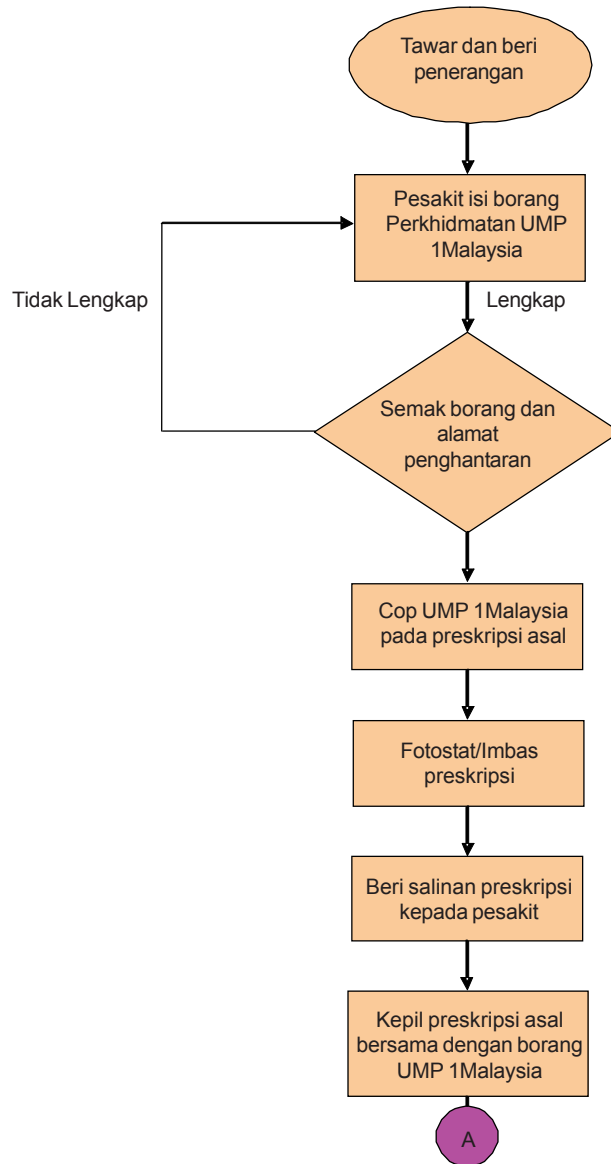 Tawar dan beri
penerangan
Pesakit isi borang
Perkhidmatan UMP
1Malaysia
Tidak Lengkap
Lengkap
Semak borang dan
alamat
penghantaran
Cop UMP 1Malaysia
pada preskripsi asal
Fotostat/Imbas
preskripsi
Beri salinan preskripsi
kepada pesakit
Kepil preskripsi asal
bersama dengan borang
UMP 1Malaysia
A